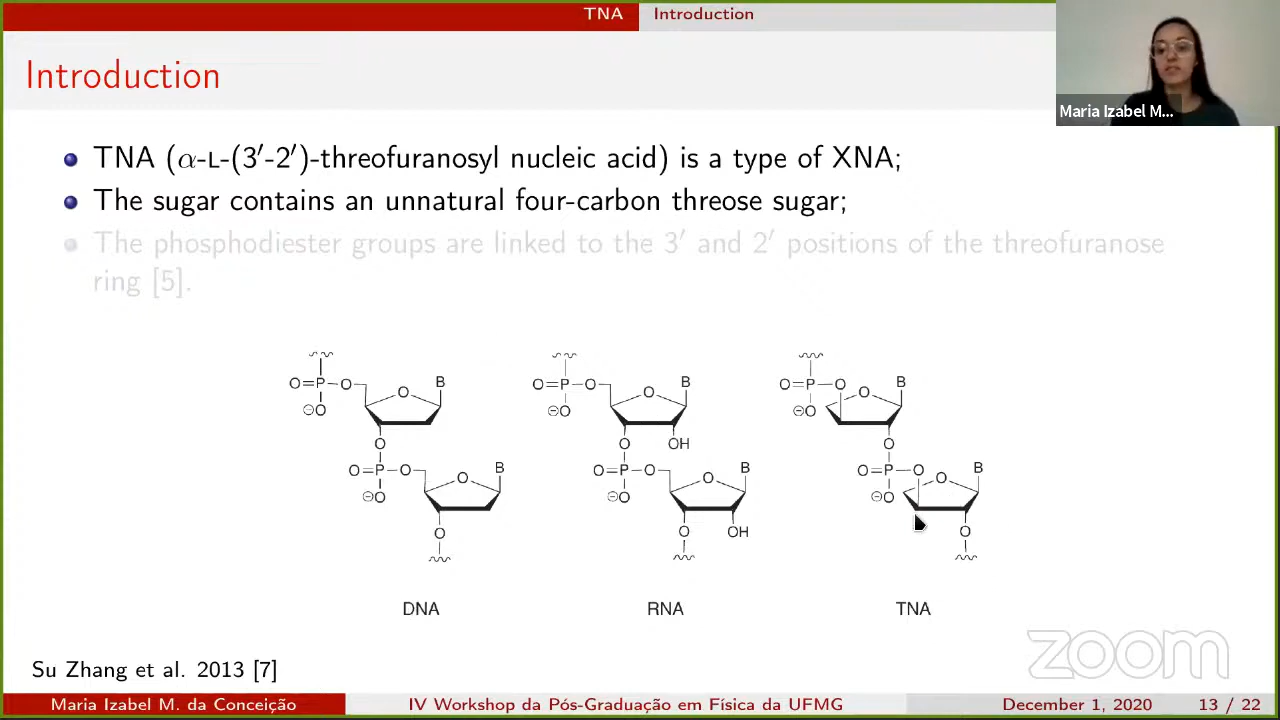 TNA Introduction
Introduction
Maria Izabel M...
TNA (α-L-(3′-2′)-threofuranosyl nucleic acid) is a type of XNA;
The sugar contains an unnatural four-carbon threose sugar;
The phosphodiester groups are linked to the 3′ and 2′ positions of the threofuranose
ring [5].
O=P-O O B
⊖O
O
O=P-O O B
⊖O
O
DNA
O=P-O O B
⊖O
O OH
O=P-O O B
⊖O
O OH
RNA
O=P-O O B
⊖O
O
O=P-O O B
⊖O
O
TNA
zoom
Su Zhang et al. 2013 [7]
Maria Izabel M. da Conceição IV Workshop da Pós-Graduação em Física da UFMG December 1, 2020 13 / 22